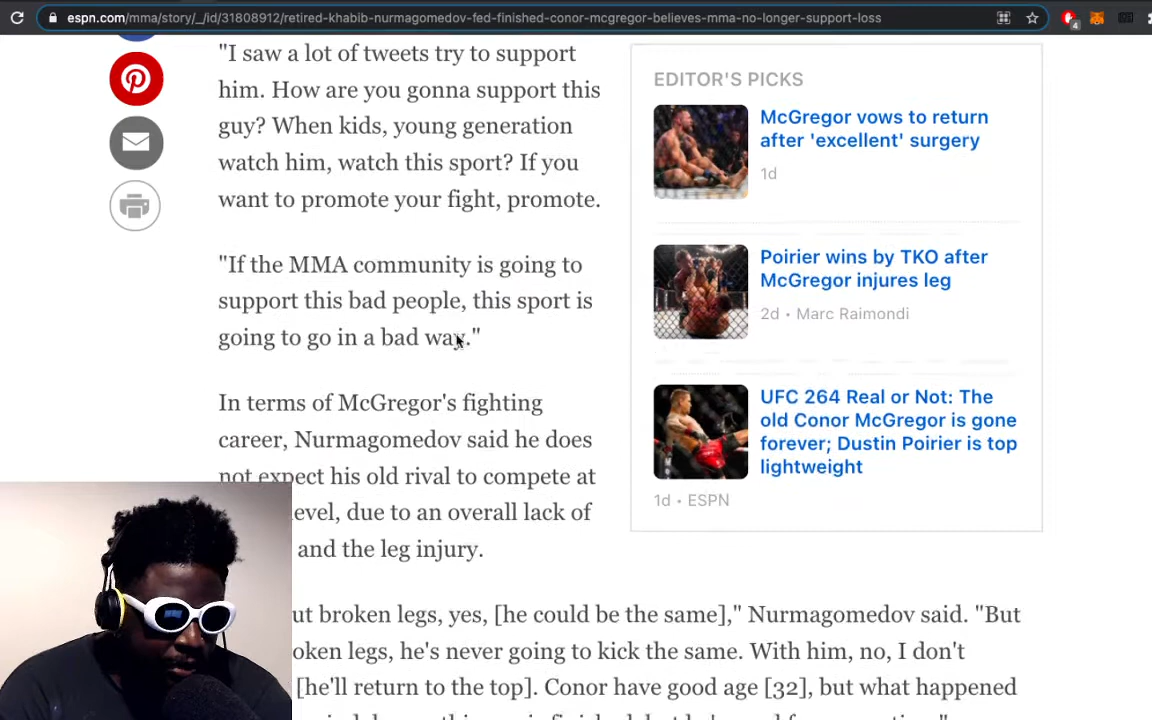 espn.com/mma/story/_/id/31808912/retired-khabib-nurmagomedov-fed-finished-conor-mcgregor-believes-mma-no-longer-support-loss
4
"I saw a lot of tweets try to support
him. How are you gonna support this
guy? When kids, young generation
watch him, watch this sport? If you
want to promote your fight, promote.
"If the MMA community is going to
support this bad people, this sport is
going to go in a bad way."
In terms of McGregor's fighting
career, Nurmagomedov said he does
not expect his old rival to compete at
evel, due to an overall lack of
and the leg injury.
ut broken legs, yes, [he could be the same]," Nurmagomedov said. "But
oken legs, he's never going to kick the same. With him, no, I don't
[he'll return to the top]. Conor have good age [32], but what happened
EDITOR'S PICKS
McGregor vows to return
after 'excellent' surgery
1d
Poirier wins by TKO after
McGregor injures leg
2d • Marc Raimondi
UFC 264 Real or Not: The
old Conor McGregor is gone
forever; Dustin Poirier is top
lightweight
1d • ESPN